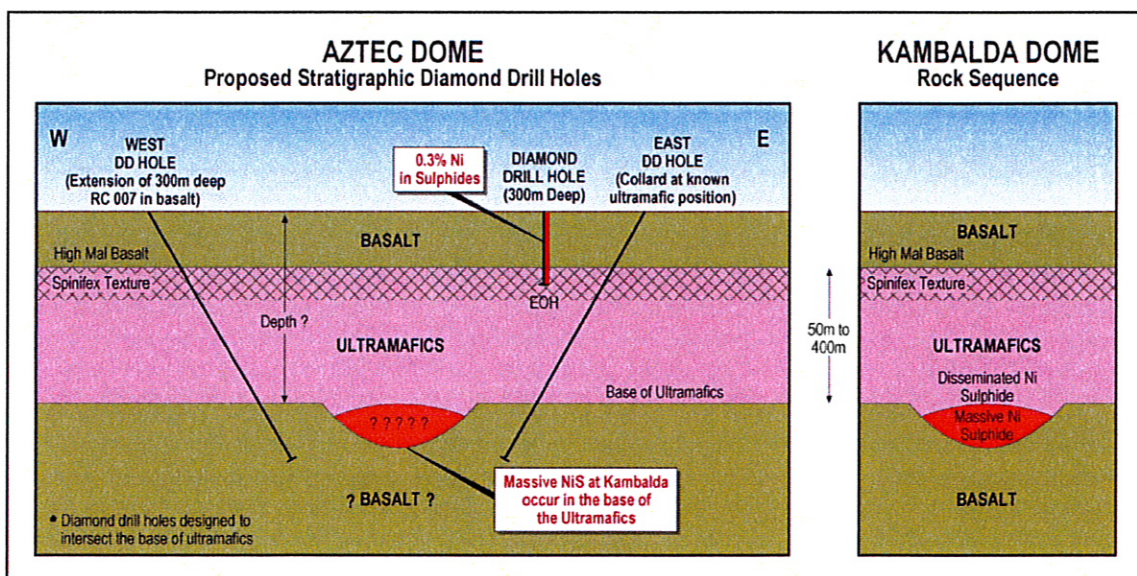 AZTEC DOME
Proposed Stratigraphic Diamond Drill Holes
W
WEST
DD HOLE
(Extension of 300m deep
RC 007 in basalt)
0.3% Ni
in Sulphides
DIAMOND
DRILL HOLE
(300m Deep)
EAST
DD HOLE
(Collard at known
ultramafic position)
E
BASALT
High Mal Basalt
Spinifex Texture
EOH
Depth ?
ULTRAMAFICS
Base of Ultramafics
? ? ? ? ?
Massive NiS at Kambalda
occur in the base of
the Ultramafics
? BASALT ?
• Diamond drill holes designed to
intersect the base of ultramafics
50m to
400m
KAMBALDA DOME
Rock Sequence
BASALT
High Mal Basalt
Spinifex Texture
ULTRAMAFICS
Disseminated Ni
Sulphide
Massive Ni
Sulphide
BASALT